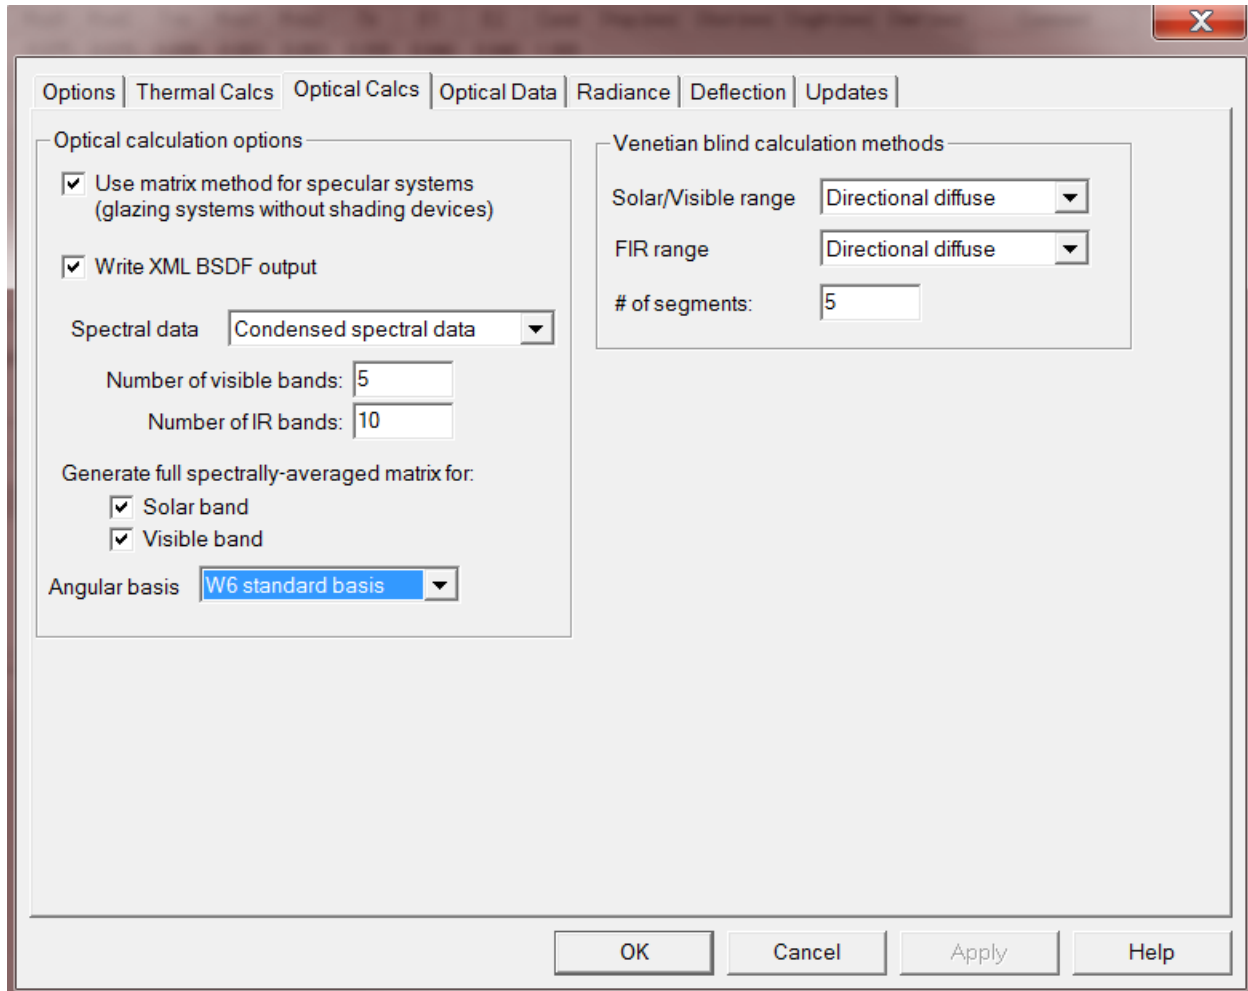 Options Thermal Calcs Optical Calcs Optical Data Radiance Deflection Updates
Optical calculation options
Use matrix method for specular systems
(glazing systems without shading devices)
Write XML BSDF output
Spectral data Condensed spectral data
Number of visible bands: 5
Number of IR bands: 10
Generate full spectrally-averaged matrix for:
Solar band
Visible band
Angular basis W6 standard basis
Venetian blind calculation methods
Solar/Visible range Directional diffuse
FIR range Directional diffuse
# of segments: 5
OK Cancel Apply Help